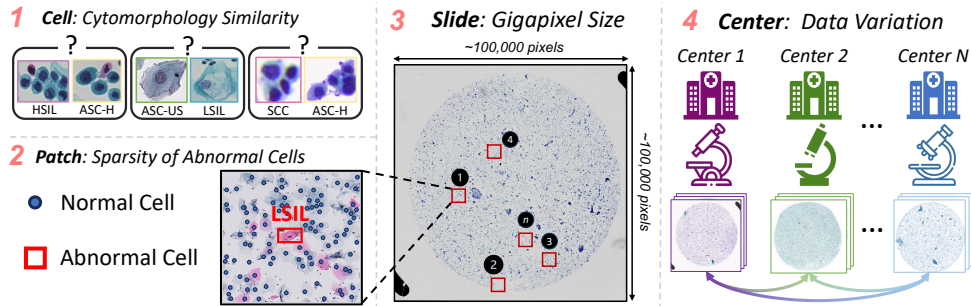 1 Cell: Cytomorphology Similarity
? ? ?
HSIL ASC-H ASC-US LSIL SCC ASC-H
2 Patch: Sparsity of Abnormal Cells
Normal Cell
Abnormal Cell
LSIL
3 Slide: Gigapixel Size
~100,000 pixels
~100,000 pixels
4
1
n
3
2
4 Center: Data Variation
Center 1 Center 2 Center N
...
...